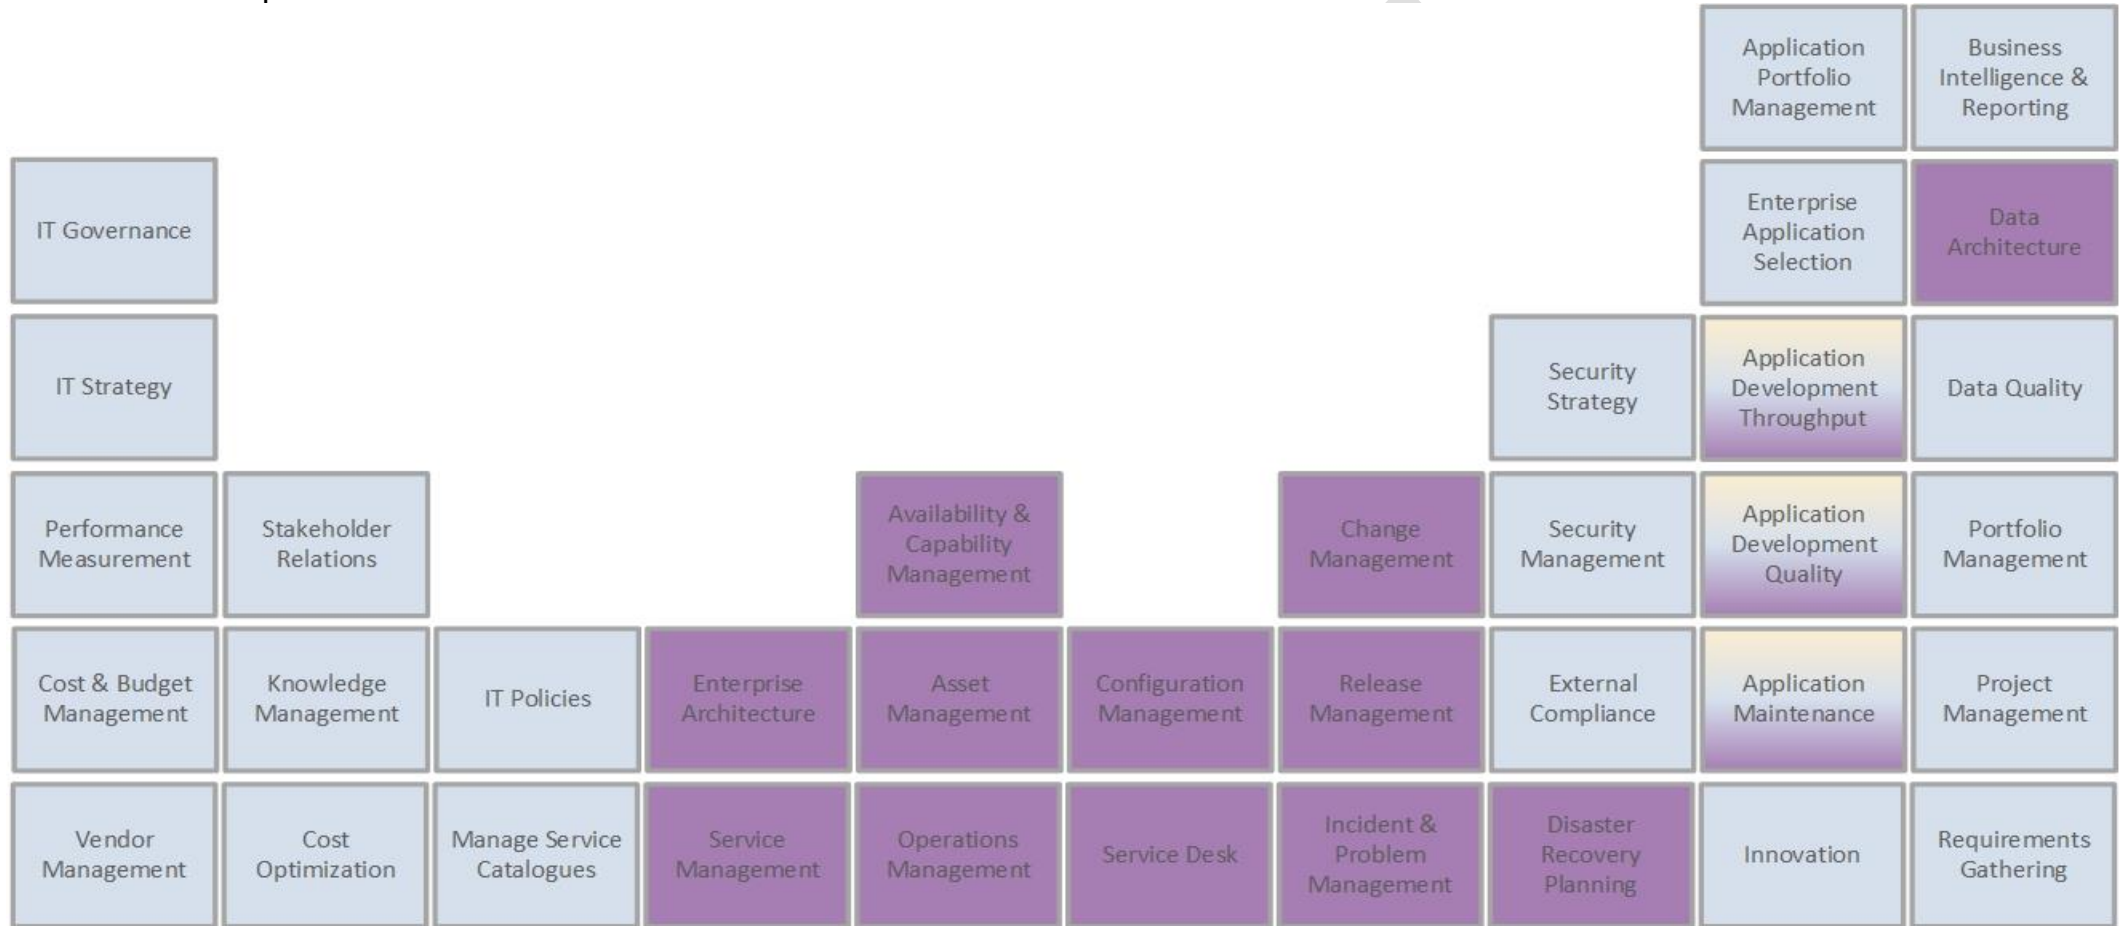 Application
Portfolio
Management
Business
Intelligence &
Reporting
IT Governance
Enterprise
Application
Selection
Data
Architecture
IT Strategy
Security
Strategy
Application
Development
Throughput
Data Quality
Performance
Measurement
Stakeholder
Relations
Availability &
Capability
Management
Change
Management
Security
Management
Application
Development
Quality
Portfolio
Management
Cost & Budget
Management
Knowledge
Management
IT Policies
Enterprise
Architecture
Asset
Management
Configuration
Management
Release
Management
External
Compliance
Application
Maintenance
Project
Management
Vendor
Management
Cost
Optimization
Manage Service
Catalogues
Service
Management
Operations
Management
Service Desk
Incident &
Problem
Management
Disaster
Recovery
Planning
Innovation
Requirements
Gathering